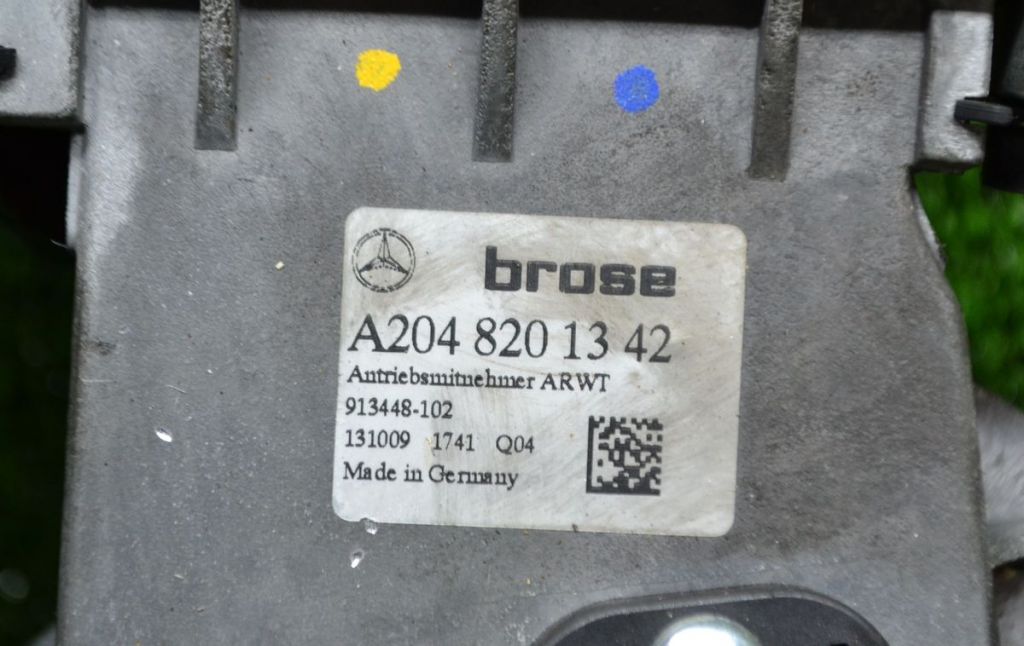 brose
A204 820 13 42
Antriebsmitnehmer ARWT
913448-102
131009 1741 Q04
Made in Germany